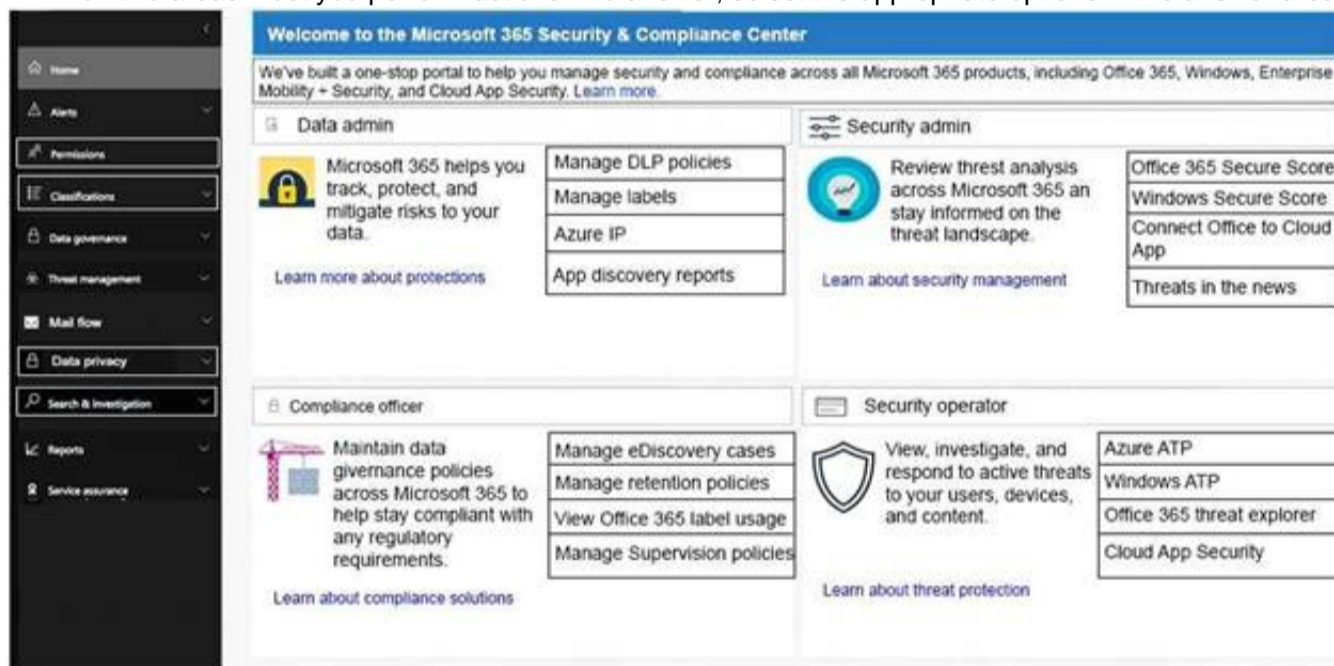 Welcome to the Microsoft 365 Security & Compliance Center
We've built a one-stop portal to help you manage security and compliance across all Microsoft 365 products, including Office 365, Windows, Enterprise
Mobility + Security, and Cloud App Security. Learn more.
Home
Alerts
Permissions
Classifications
Data governance
Threat management
Mail flow
Data privacy
Search & investigation
Reports
Service assurance
Data admin
Microsoft 365 helps you
track, protect, and
mitigate risks to your
data.
Learn more about protections
Manage DLP policies
Manage labels
Azure IP
App discovery reports
Security admin
Review threst analysis
across Microsoft 365 an
stay informed on the
threat landscape.
Learn about security management
Office 365 Secure Score
Windows Secure Score
Connect Office to Cloud
App
Threats in the news
Compliance officer
Maintain data
givernance policies
across Microsoft 365 to
help stay compliant with
any regulatory
requirements.
Learn about compliance solutions
Manage eDiscovery cases
Manage retention policies
View Office 365 label usage
Manage Supervision policies
Security operator
View, investigate, and
respond to active threats
to your users, devices,
and content.
Learn about threat protection
Azure ATP
Windows ATP
Office 365 threat explorer
Cloud App Security